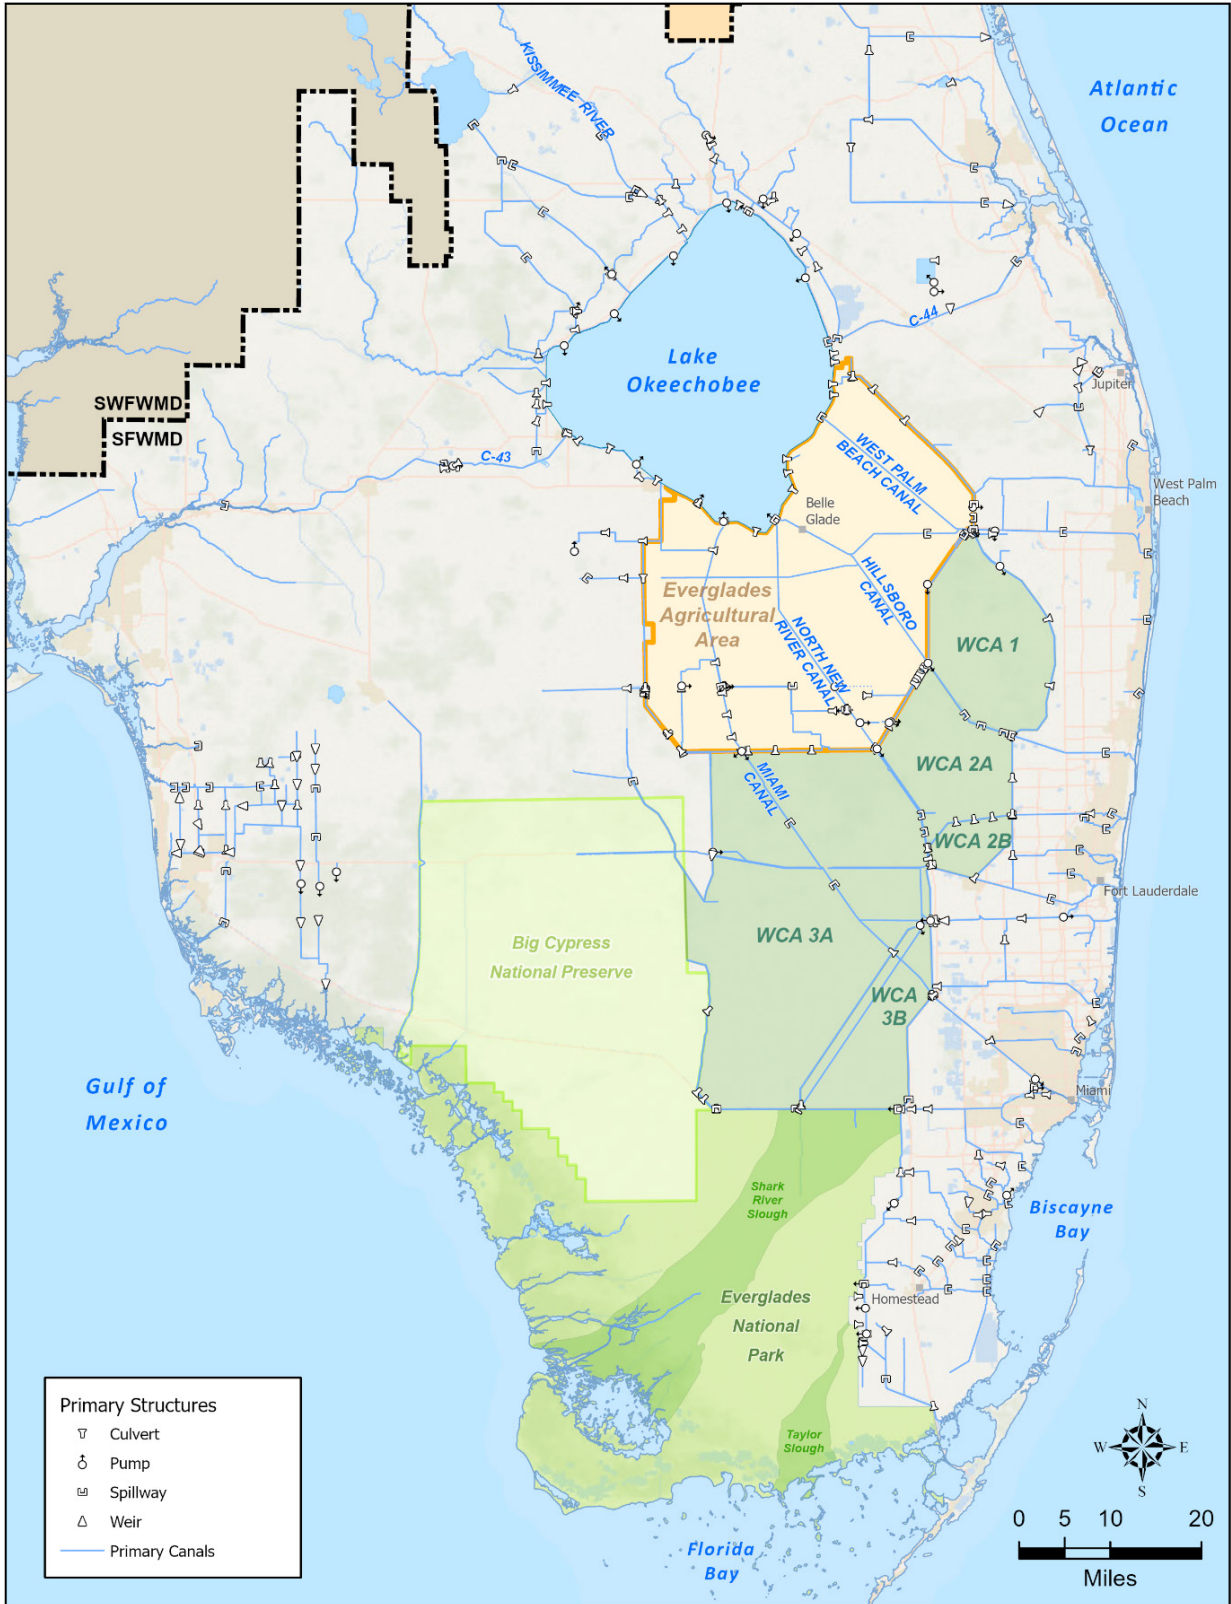 KISSIMMEE RIVER
Atlantic
Ocean
C-44
Lake
Okeechobee
Jupiter
SWFWMD
SFWMD
C-43
WEST PALM
BEACH CANAL
West Palm
Beach
Belle
Glade
HILLSBORO
CANAL
Everglades
Agricultural
Area
NORTH NEW
RIVER CANAL
WCA 1
WCA 2A
MIAMI
CANAL
WCA 2B
Fort Lauderdale
WCA 3A
Big Cypress
National Preserve
WCA
3B
Gulf of
Mexico
Miami
Shark
River
Slough
Biscayne
Bay
Everglades
National
Park
Homestead
Taylor
Slough
Florida
Bay
Primary Structures
Culvert
Pump
Spillway
Weir
Primary Canals
N
W
E
S
0 5 10 20
Miles